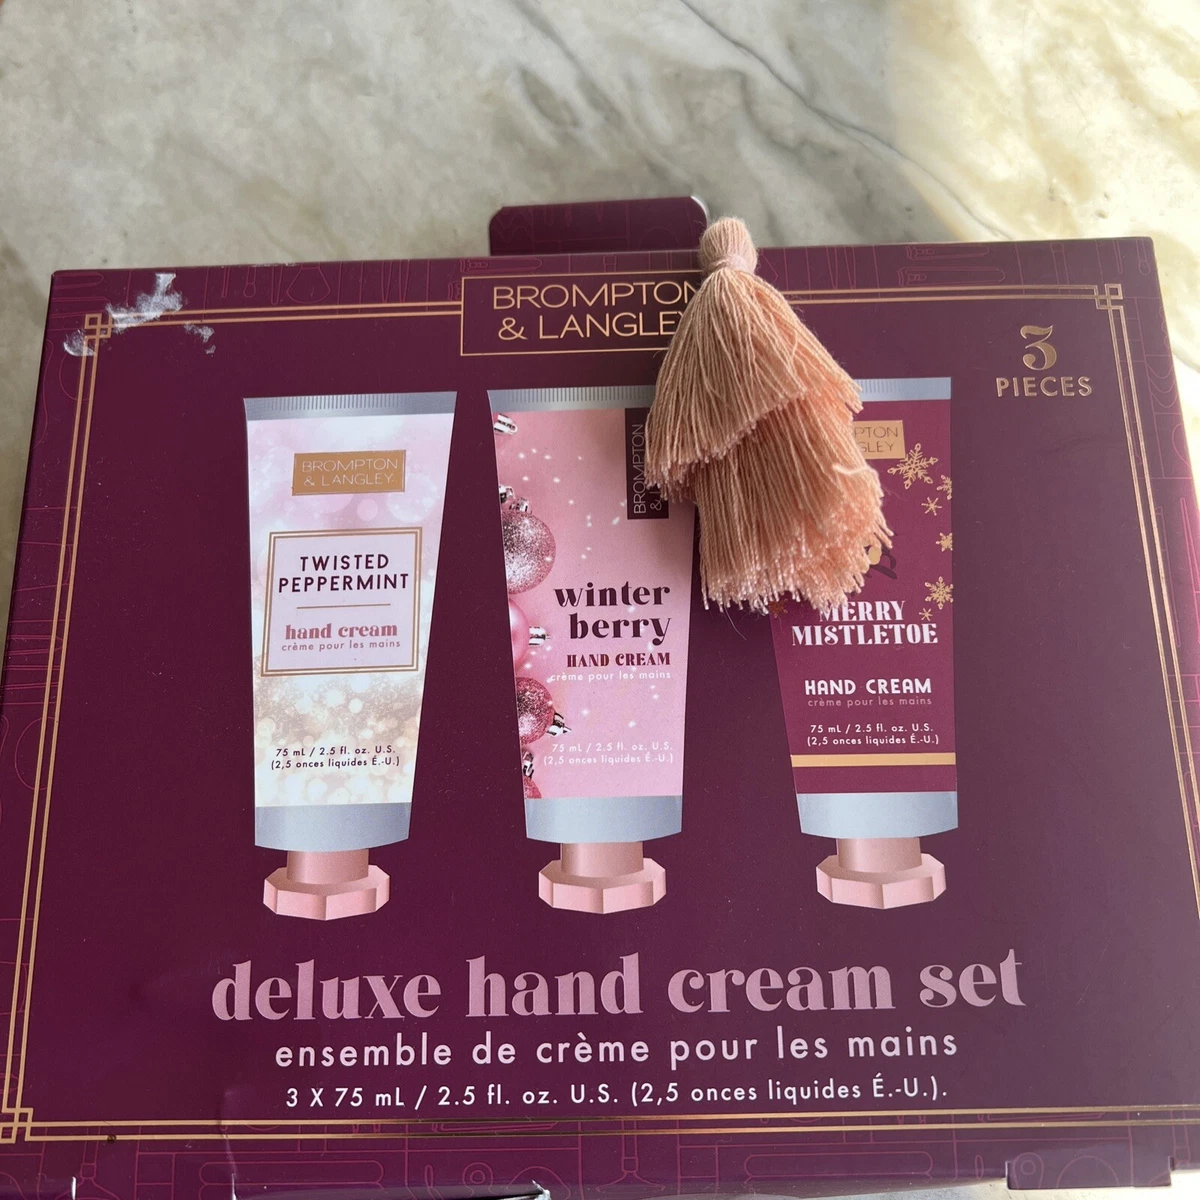 BROMPTON
& LANGLEY
3
PIECES
BROMPTON
& LANGLEY
TWISTED
PEPPERMINT
hand cream
crème pour les mains
75 mL / 2.5 fl. oz. U.S.
(2,5 onces liquides É.-U.)
BROMPTON
&
winter
berry
HAND CREAM
crème pour les mains
75 mL / 2.5 fl. oz. U.S.
(2,5 onces liquides É.-U.)
MERRY
MISTLETOE
HAND CREAM
crème pour les mains
75 mL / 2.5 fl. oz. U.S.
(2,5 onces liquides É.-U.)
deluxe hand cream set
ensemble de crème pour les mains
3 X 75 mL / 2.5 fl. oz. U.S. (2,5 onces liquides É.-U.).